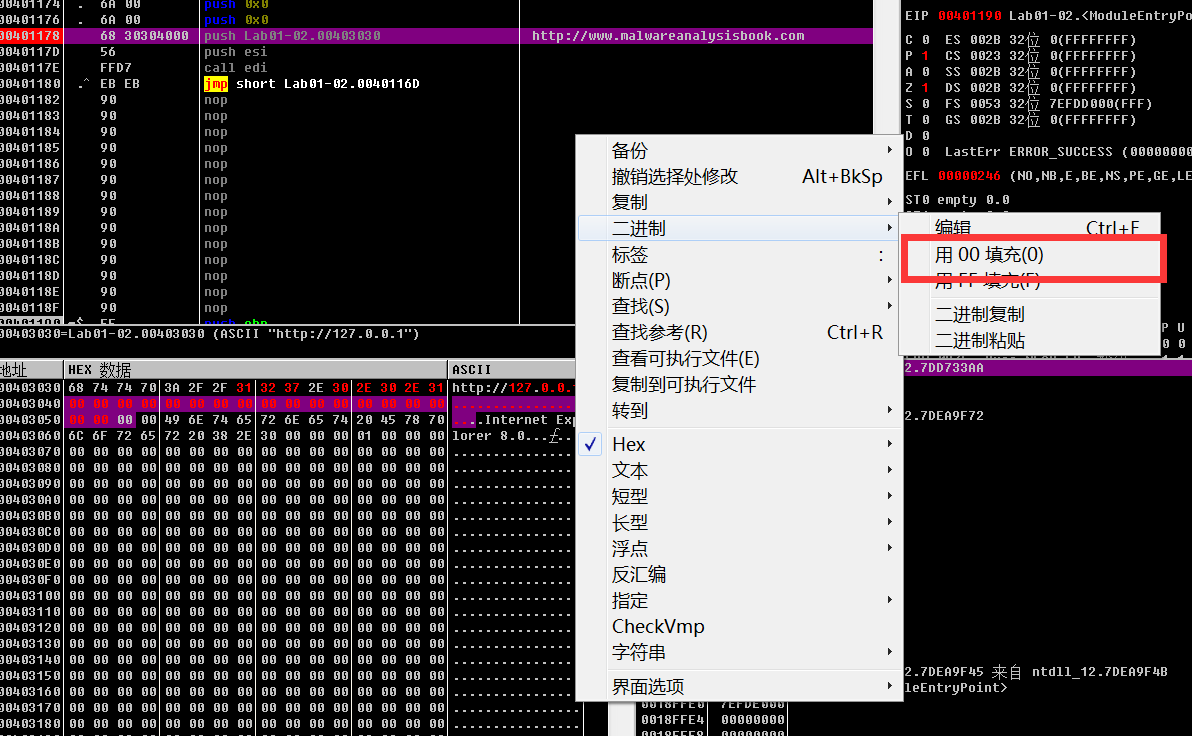 00401174 . 6A 00 push 0x0
00401176 . 6A 00 push 0x0
00401178 68 30304000 push Lab01-02.00403030 http://www.malwareanalysisbook.com
0040117D 56 push esi
0040117E FFD7 call edi
00401180 .^ EB EB jmp short Lab01-02.0040116D
00401182 90 nop
00401183 90 nop
00401184 90 nop
00401185 90 nop
00401186 90 nop
00401187 90 nop
00401188 90 nop
00401189 90 nop
0040118A 90 nop
0040118B 90 nop
0040118C 90 nop
0040118D 90 nop
0040118E 90 nop
0040118F 90 nop
00401190 $ FF push ebp
00403030=Lab01-02.00403030 (ASCII "http://127.0.0.1")
EIP 00401190 Lab01-02.<ModuleEntryPo
C 0 ES 002B 32位 0(FFFFFFFF)
P 1 CS 0023 32位 0(FFFFFFFF)
A 0 SS 002B 32位 0(FFFFFFFF)
Z 1 DS 002B 32位 0(FFFFFFFF)
S 0 FS 0053 32位 7EFDD000(FFF)
T 0 GS 002B 32位 0(FFFFFFFF)
D 0
O 0 LastErr ERROR_SUCCESS (00000000
EFL 00000246 (NO,NB,E,BE,NS,PE,GE,LE
ST0 empty 0.0
备份
撤销选择处修改 Alt+BkSp
复制
二进制
标签 :
断点(P)
查找(S)
查找参考(R) Ctrl+R
查看可执行文件(E)
复制到可执行文件
转到
Hex
文本
短型
长型
浮点
反汇编
指定
CheckVmp
字符串
界面选项
编辑 Ctrl+E
用 00 填充(0)
用 FF 填充(F)
二进制复制
二进制粘贴
P U
0 0
2.7DD733AA
2.7DEA9F72
2.7DEA9F45 来自 ntdll_12.7DEA9F4B
leEntryPoint>
地址 HEX 数据 ASCII
00403030 68 74 74 70 3A 2F 2F 31 32 37 2E 30 2E 30 2E 31 http://127.0.0.
00403040 00 00 00 00 00 00 00 00 00 00 00 00 00 00 00 00 ...............
00403050 00 00 00 00 49 6E 74 65 72 6E 65 74 20 45 78 70 ....Internet Exp
00403060 6C 6F 72 65 72 20 38 2E 30 00 00 00 01 00 00 00 lorer 8.0...£..
00403070 00 00 00 00 00 00 00 00 00 00 00 00 00 00 00 00 ...............
00403080 00 00 00 00 00 00 00 00 00 00 00 00 00 00 00 00 ...............
00403090 00 00 00 00 00 00 00 00 00 00 00 00 00 00 00 00 ...............
004030A0 00 00 00 00 00 00 00 00 00 00 00 00 00 00 00 00 ...............
004030B0 00 00 00 00 00 00 00 00 00 00 00 00 00 00 00 00 ...............
004030C0 00 00 00 00 00 00 00 00 00 00 00 00 00 00 00 00 ...............
004030D0 00 00 00 00 00 00 00 00 00 00 00 00 00 00 00 00 ...............
004030E0 00 00 00 00 00 00 00 00 00 00 00 00 00 00 00 00 ...............
004030F0 00 00 00 00 00 00 00 00 00 00 00 00 00 00 00 00 ...............
00403100 00 00 00 00 00 00 00 00 00 00 00 00 00 00 00 00 ...............
00403110 00 00 00 00 00 00 00 00 00 00 00 00 00 00 00 00 ...............
00403120 00 00 00 00 00 00 00 00 00 00 00 00 00 00 00 00 ...............
00403130 00 00 00 00 00 00 00 00 00 00 00 00 00 00 00 00 ...............
00403140 00 00 00 00 00 00 00 00 00 00 00 00 00 00 00 00 ...............
00403150 00 00 00 00 00 00 00 00 00 00 00 00 00 00 00 00 ...............
00403160 00 00 00 00 00 00 00 00 00 00 00 00 00 00 00 00 ...............
00403170 00 00 00 00 00 00 00 00 00 00 00 00 00 00 00 00 ...............
00403180 00 00 00 00 00 00 00 00 00 00 00 00 00 00 00 00 ...............
0018FFE0 7EFDE000
0018FFE4 00000000
0018FFE8 00000000